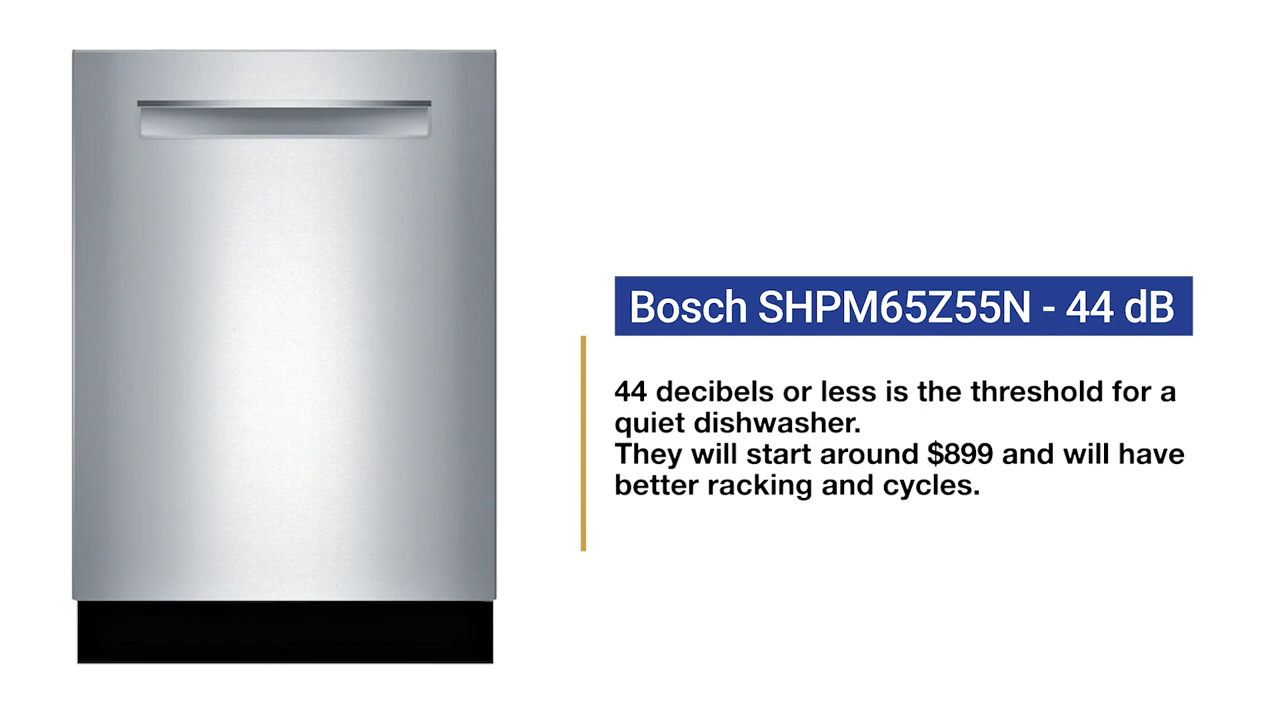 Bosch SHPM65Z55N - 44 dB
44 decibels or less is the threshold for a
quiet dishwasher.
They will start around $899 and will have
better racking and cycles.